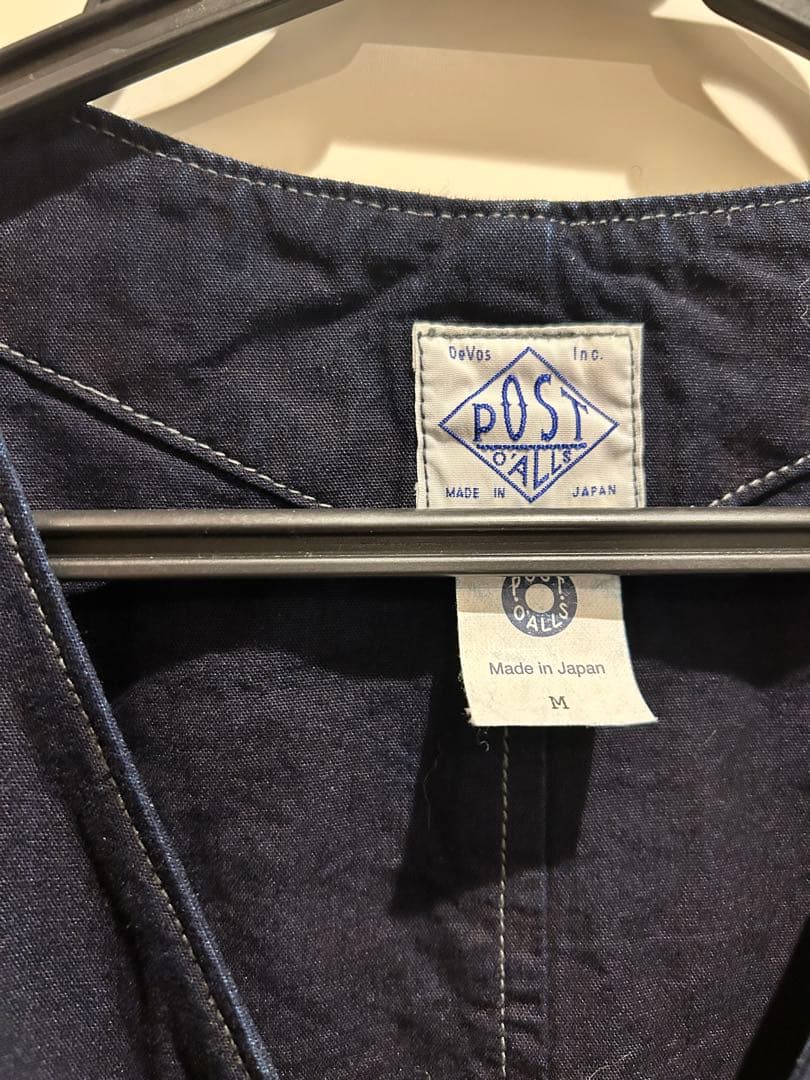 DeVos Inc.
POST
O'ALLS
MADE IN JAPAN
POST
O'ALLS
Made in Japan
M